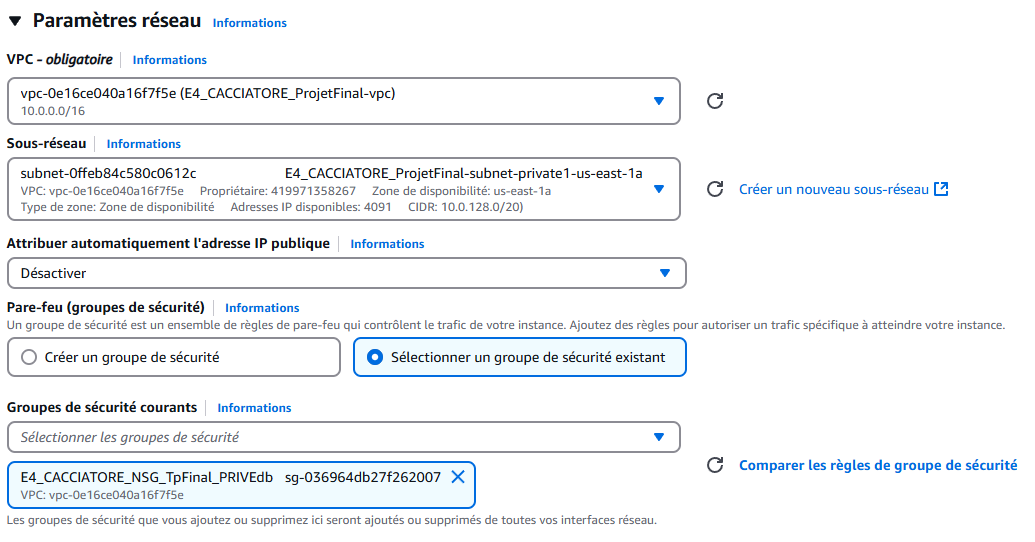 Paramètres réseau Informations
VPC - obligatoire Informations
vpc-0e16ce040a16f7f5e (E4_CACCIATORE_ProjetFinal-vpc)
10.0.0.0/16
Sous-réseau Informations
subnet-0ffeb84c580c0612c E4_CACCIATORE_ProjetFinal-subnet-private1-us-east-1a
VPC: vpc-0e16ce040a16f7f5e Propriétaire: 419971358267 Zone de disponibilité: us-east-1a
Type de zone: Zone de disponibilité Adresses IP disponibles: 4091 CIDR: 10.0.128.0/20)
Créer un nouveau sous-réseau
Attribuer automatiquement l'adresse IP publique Informations
Désactiver
Pare-feu (groupes de sécurité) Informations
Un groupe de sécurité est un ensemble de règles de pare-feu qui contrôlent le trafic de votre instance. Ajoutez des règles pour autoriser un trafic spécifique à atteindre votre instance.
Créer un groupe de sécurité
Sélectionner un groupe de sécurité existant
Groupes de sécurité courants Informations
Sélectionner les groupes de sécurité
E4_CACCIATORE_NSG_TpFinal_PRIVEdb sg-036964db27f262007
VPC: vpc-0e16ce040a16f7f5e
Comparer les règles de groupe de sécurité
Les groupes de sécurité que vous ajoutez ou supprimez ici seront ajoutés ou supprimés de toutes vos interfaces réseau.